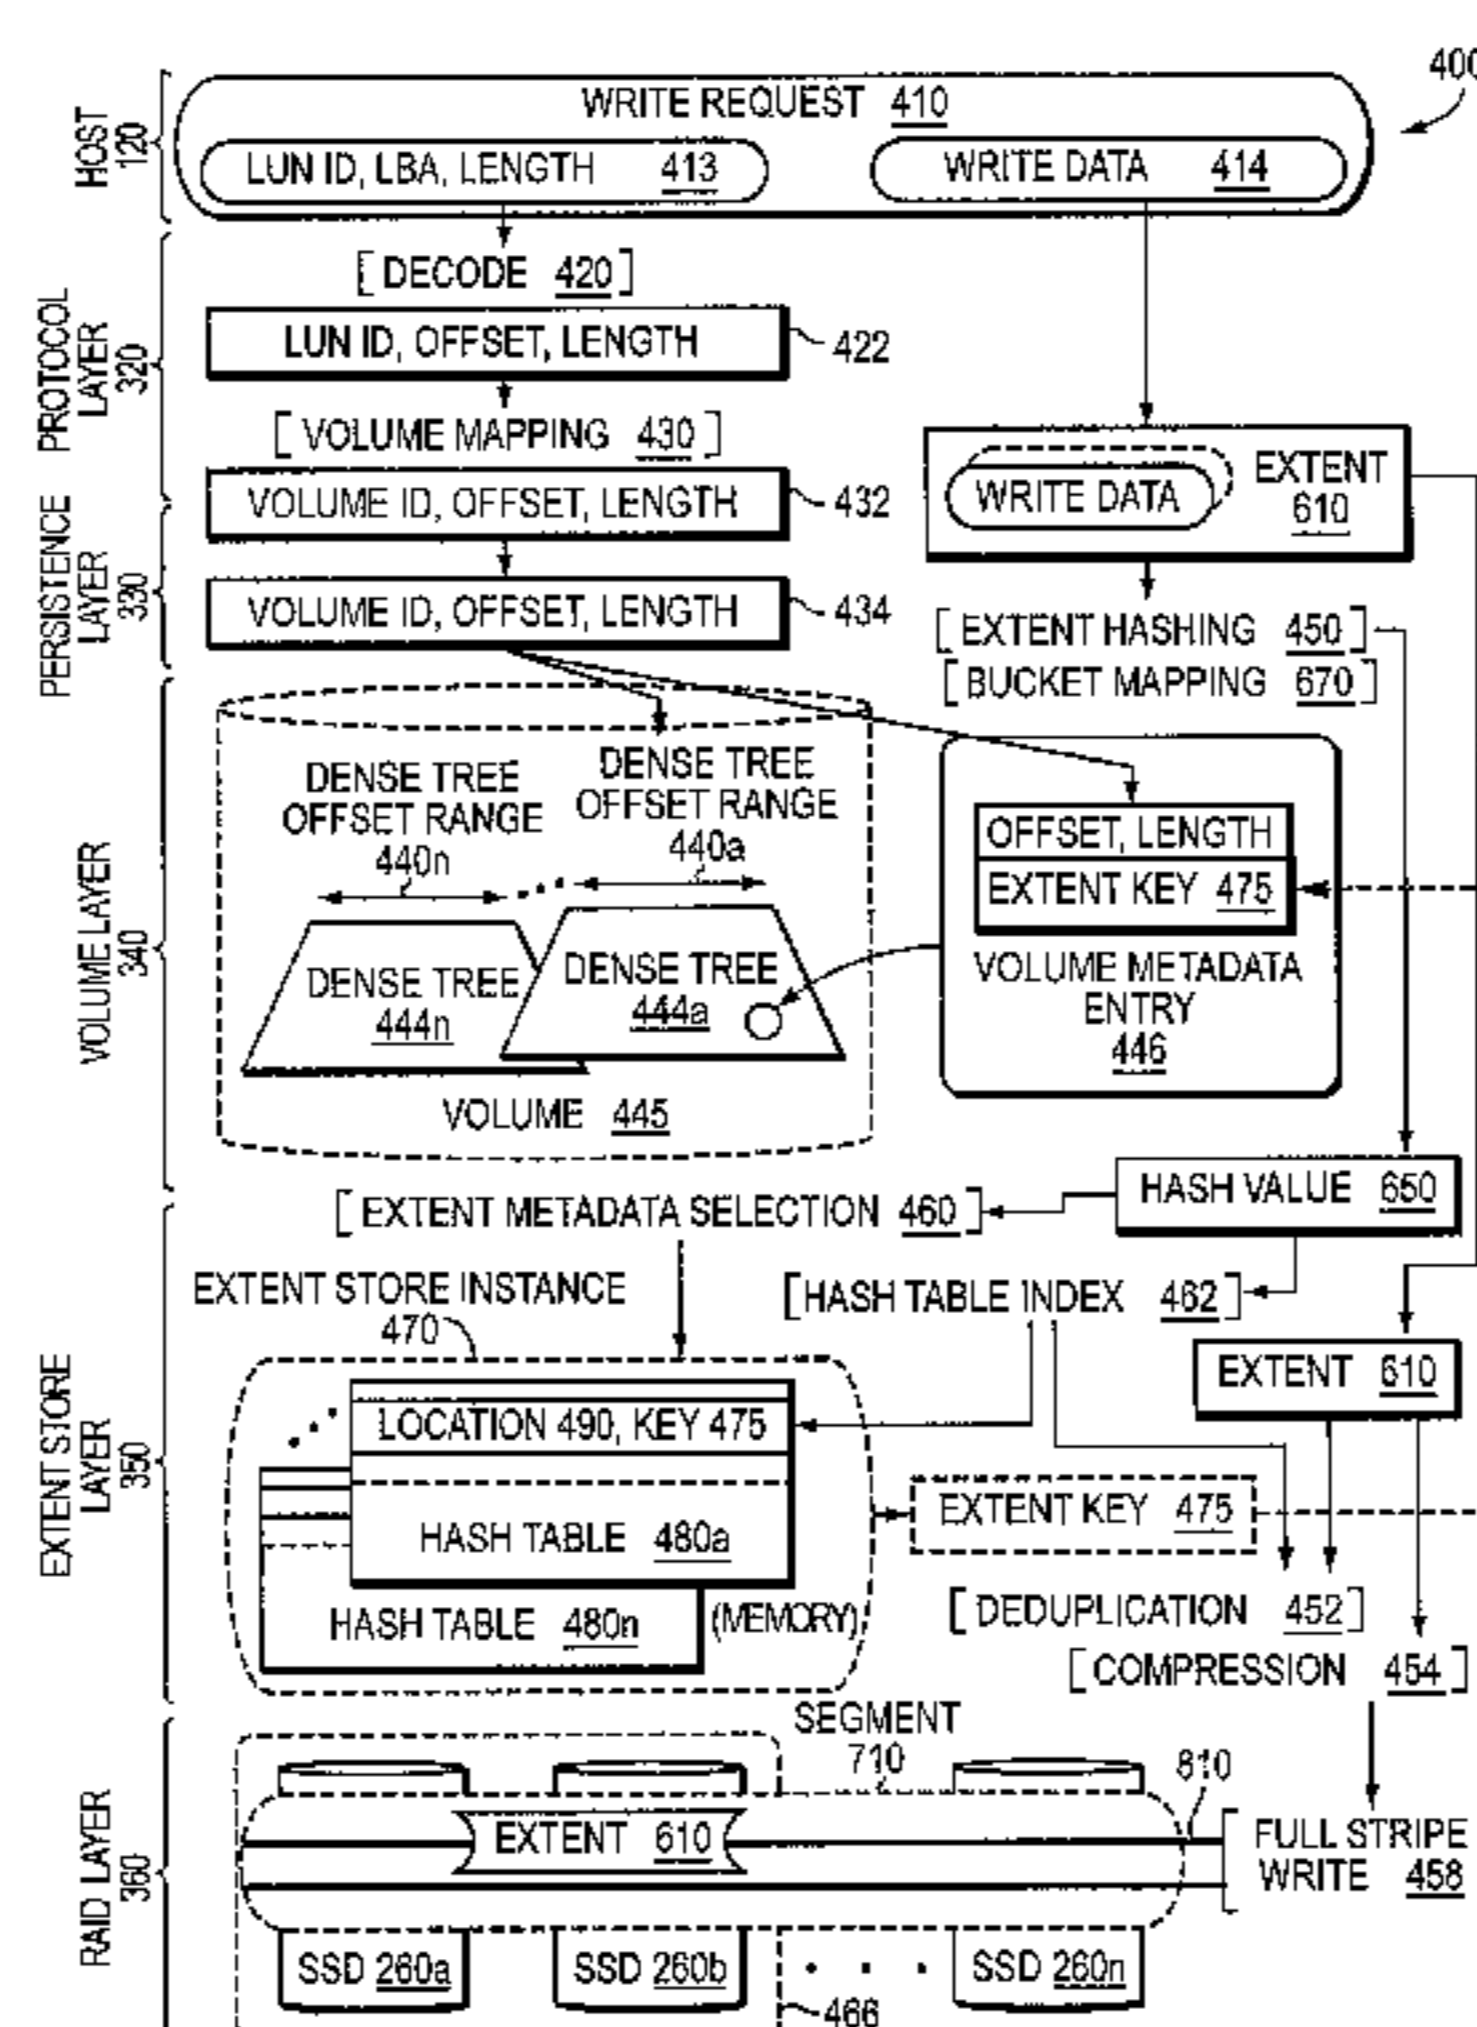 400
HOST
120
WRITE REQUEST 410
LUN ID, LBA, LENGTH 413
WRITE DATA 414
PROTOCOL
LAYER
320
[DECODE 420]
LUN ID, OFFSET, LENGTH
422
[VOLUME MAPPING 430]
VOLUME ID, OFFSET, LENGTH
432
WRITE DATA
EXTENT
610
PERSISTENCE
LAYER
330
VOLUME ID, OFFSET, LENGTH
434
[EXTENT HASHING 450]
[BUCKET MAPPING 670]
VOLUME LAYER
340
DENSE TREE
OFFSET RANGE
440n
DENSE TREE
OFFSET RANGE
440a
DENSE TREE
444n
DENSE TREE
444a
VOLUME 445
OFFSET, LENGTH
EXTENT KEY 475
VOLUME METADATA
ENTRY
446
HASH VALUE 650
[EXTENT METADATA SELECTION 460]
EXTENT STORE
LAYER
350
EXTENT STORE INSTANCE
470
[HASH TABLE INDEX 462]
EXTENT 610
LOCATION 490, KEY 475
HASH TABLE 480a
HASH TABLE 480n
(MEMORY)
EXTENT KEY 475
[DEDUPLICATION 452]
[COMPRESSION 454]
RAID LAYER
360
SEGMENT
710
810
EXTENT 610
FULL STRIPE
WRITE 458
SSD 260a
SSD 260b
SSD 260n
466